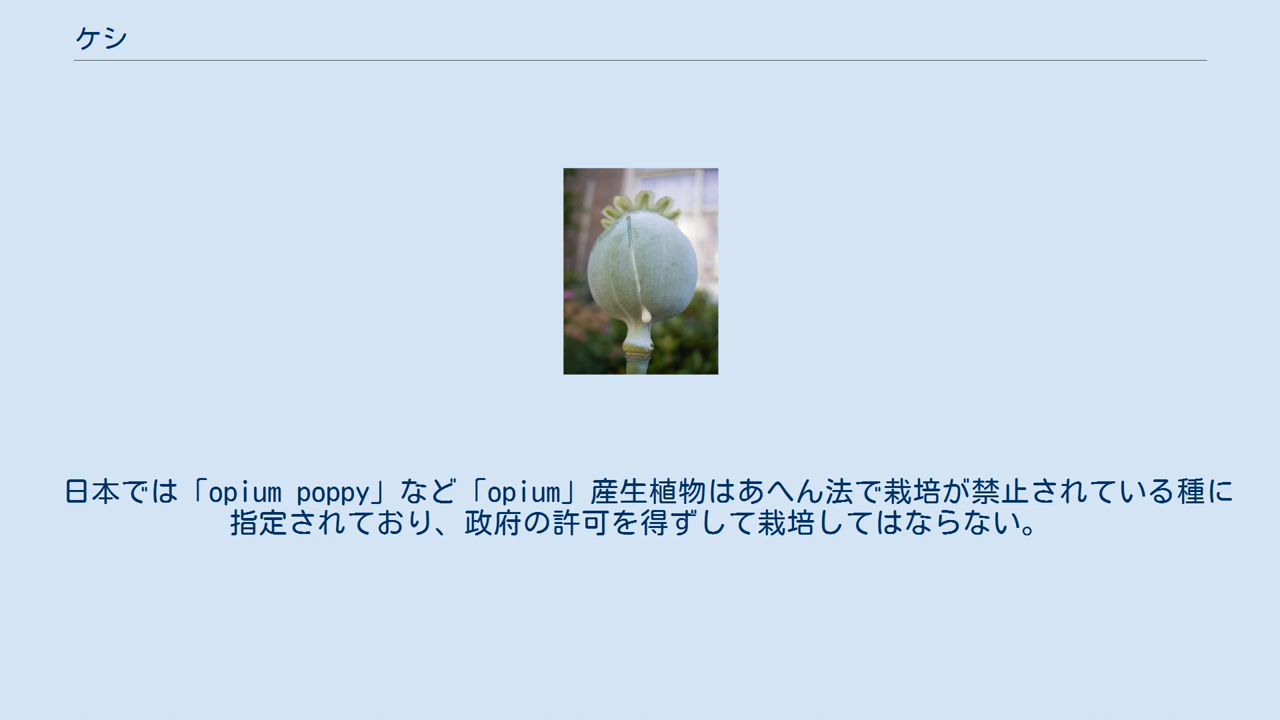 ケシ
日本では「opium poppy」など「opium」産生植物はあへん法で栽培が禁止されている種に
指定されており、政府の許可を得ずして栽培してはならない。